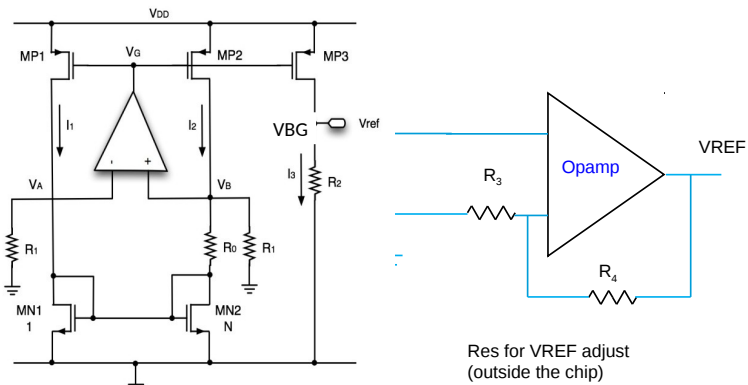 VDD
MP1
VG
MP2
MP3
I1
I2
VBG
Vref
-
+
I3
R2
VA
VB
R1
R0
R1
MN1
1
MN2
N
Opamp
VREF
R3
R4
Res for VREF adjust
(outside the chip)